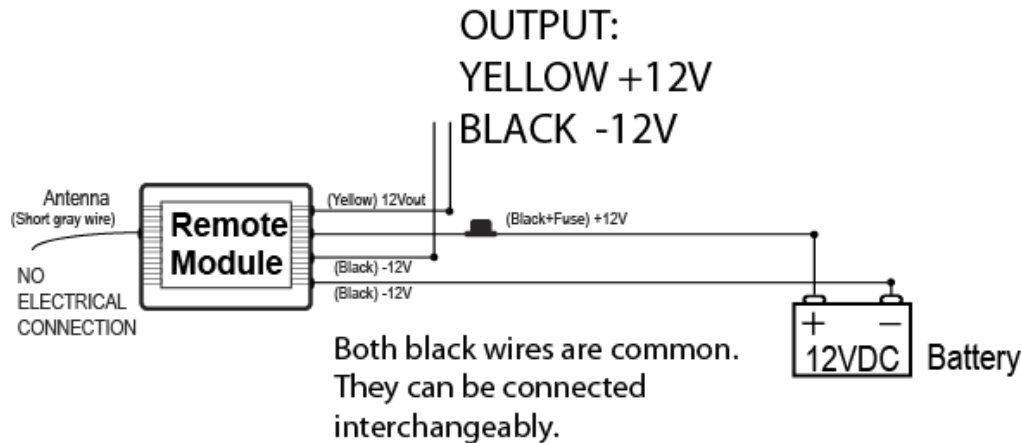 OUTPUT:
YELLOW +12V
BLACK -12V
Antenna
(Short gray wire)
NO
ELECTRICAL
CONNECTION
Remote
Module
(Yellow) 12Vout
(Black+Fuse) +12V
(Black) -12V
(Black) -12V
+ −
12VDC
Battery
Both black wires are common.
They can be connected
interchangeably.